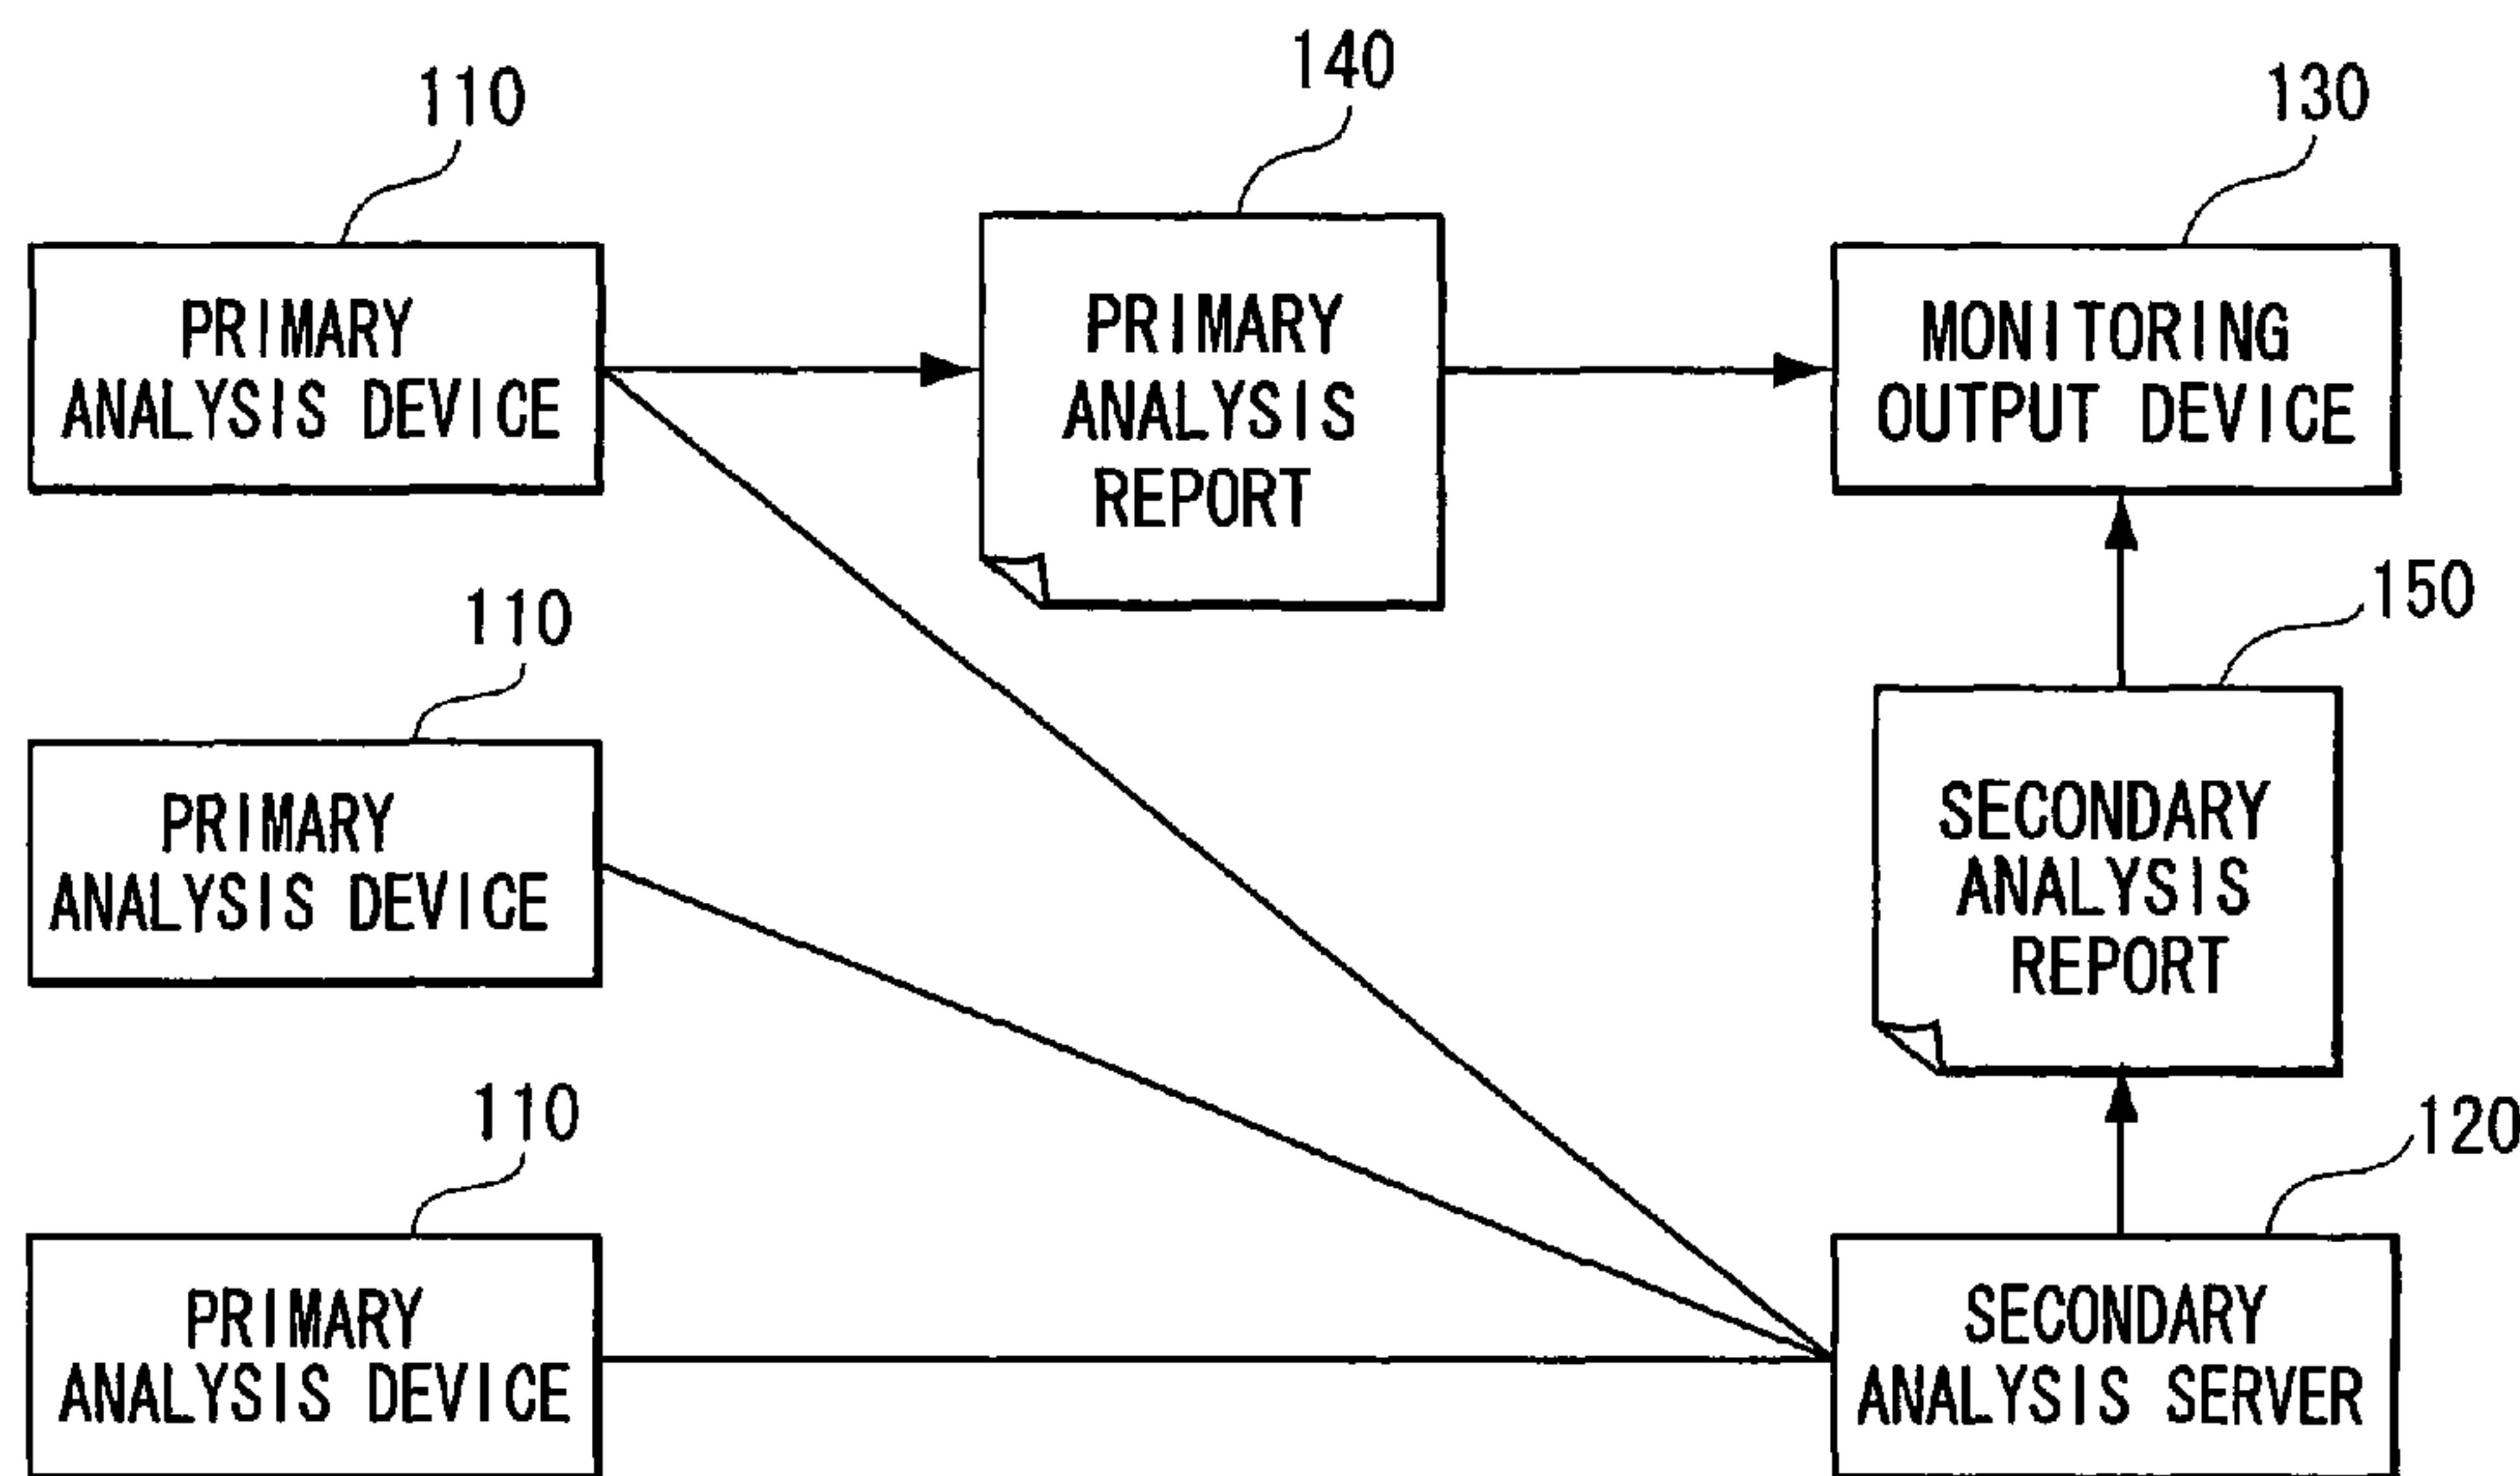 110
140
130
PRIMARY
ANALYSIS DEVICE
PRIMARY
ANALYSIS
REPORT
MONITORING
OUTPUT DEVICE
110
150
PRIMARY
ANALYSIS DEVICE
SECONDARY
ANALYSIS
REPORT
110
120
PRIMARY
ANALYSIS DEVICE
SECONDARY
ANALYSIS SERVER